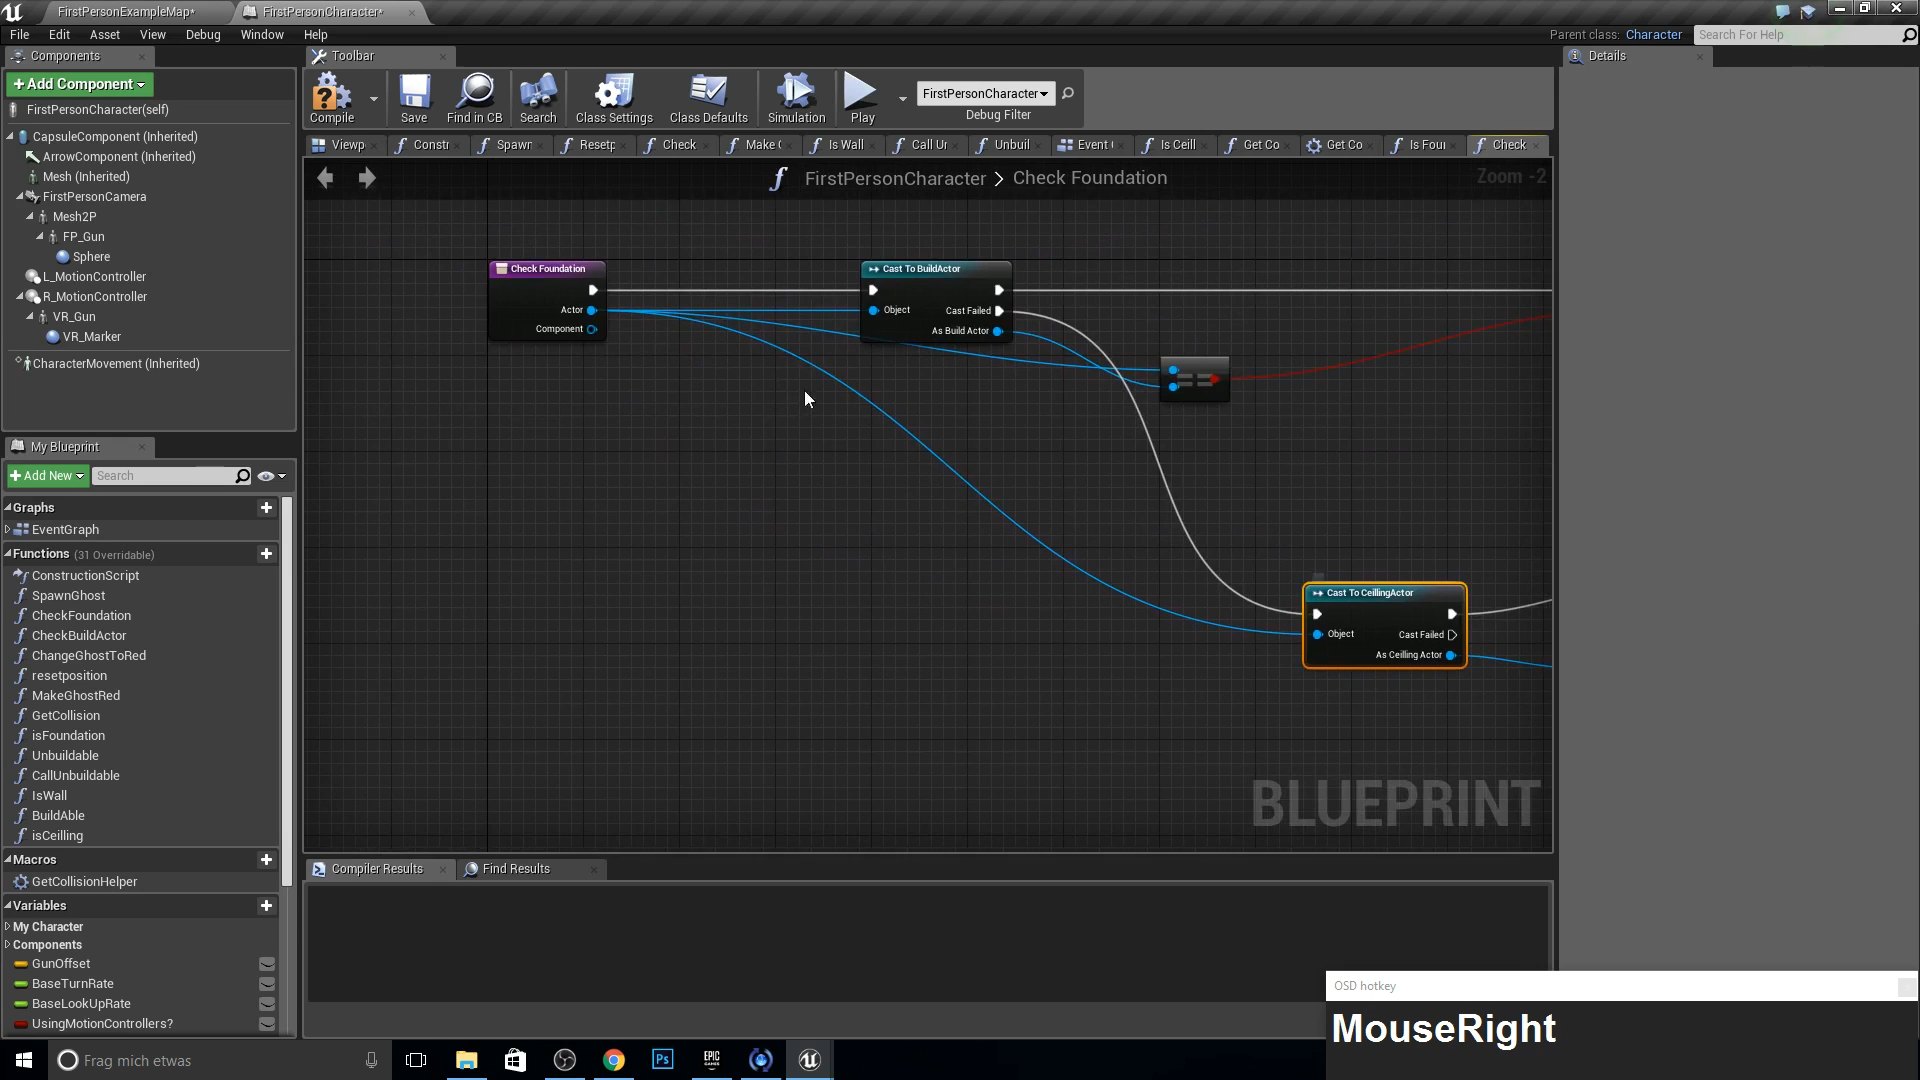 FirstPersonExampleMap*
FirstPersonCharacter*
File Edit Asset View Debug Window Help
Parent class: Character
Search For Help
Components
Toolbar
Details
+ Add Component
FirstPersonCharacter(self)
CapsuleComponent (Inherited)
ArrowComponent (Inherited)
Mesh (Inherited)
FirstPersonCamera
Mesh2P
FP_Gun
Sphere
L_MotionController
R_MotionController
VR_Gun
VR_Marker
CharacterMovement (Inherited)
Compile
Save
Find in CB
Search
Class Settings
Class Defaults
Simulation
Play
FirstPersonCharacter
Debug Filter
Viewp
Constr
Spawn
Resetp
Check
Make (
Is Wall
Call Ur
Unbuil
Event (
Is Ceill
Get Co
Get Co
Is Four
Check
FirstPersonCharacter > Check Foundation
Zoom -2
Check Foundation
Actor
Component
Cast To BuildActor
Object
Cast Failed
As Build Actor
==
Cast To CeillingActor
Object
Cast Failed
As Ceilling Actor
BLUEPRINT
My Blueprint
+ Add New
Search
Graphs
EventGraph
Functions (31 Overridable)
ConstructionScript
SpawnGhost
CheckFoundation
CheckBuildActor
ChangeGhostToRed
resetposition
MakeGhostRed
GetCollision
isFoundation
Unbuildable
CallUnbuildable
IsWall
BuildAble
isCeilling
Macros
GetCollisionHelper
Variables
My Character
Components
GunOffset
BaseTurnRate
BaseLookUpRate
UsingMotionControllers?
Compiler Results
Find Results
OSD hotkey
MouseRight
Frag mich etwas
Ps
EPIC
GAMES